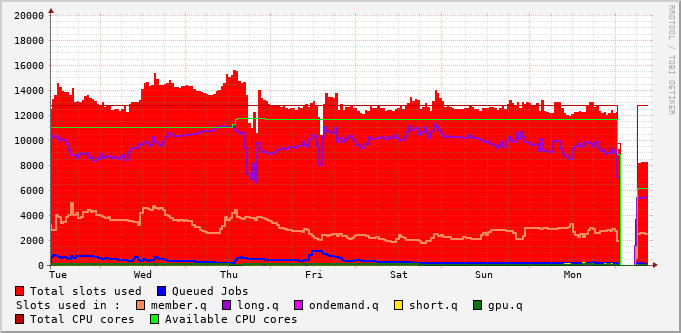 20000
18000
16000
14000
12000
10000
8000
6000
4000
2000
0
Tue Wed Thu Fri Sat Sun Mon
Total slots used Queued Jobs
Slots used in : member.q long.q ondemand.q short.q gpu.q
Total CPU cores Available CPU cores
RRDTOOL / TOBI OETIKER